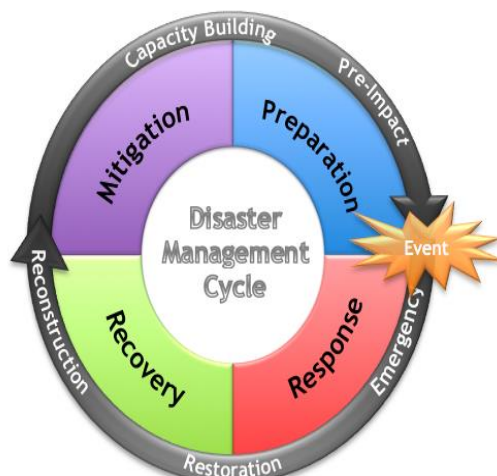 Capacity Building
Pre-Impact
Mitigation
Preparation
Disaster
Management
Cycle
Event
Reconstruction
Emergency
Recovery
Response
Restoration